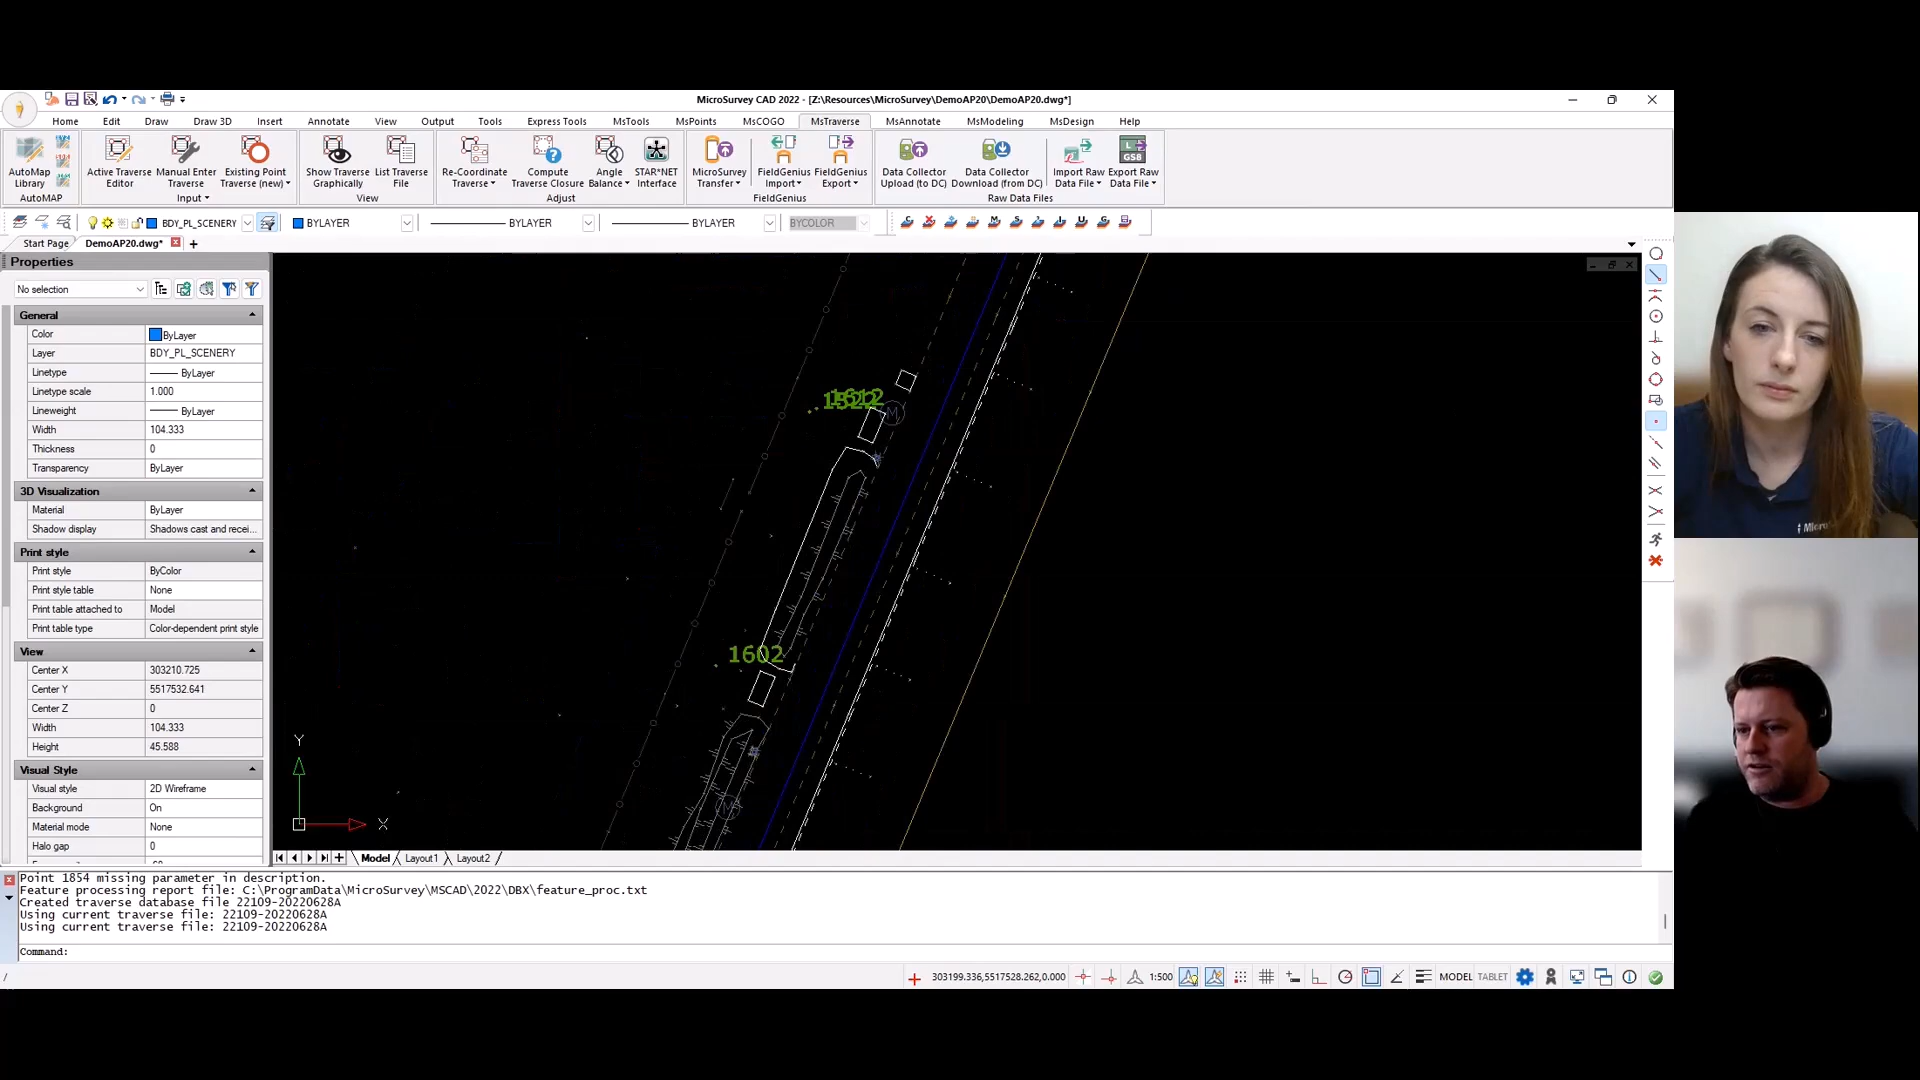 MicroSurvey CAD 2022 - [Z:\Resources\MicroSurvey\DemoAP20\DemoAP20.dwg*]
Home Edit Draw Draw 3D Insert Annotate View Output Tools Express Tools MsTools MsPoints MsCOGO MsTraverse MsAnnotate MsModeling MsDesign Help
AutoMap Library
Active Traverse Editor
Manual Enter Traverse
Existing Point Traverse (new)
Show Traverse Graphically
List Traverse File
Re-Coordinate Traverse
Compute Traverse Closure
Angle Balance
STAR*NET Interface
MicroSurvey Transfer
FieldGenius Import
FieldGenius Export
Data Collector Upload (to DC)
Data Collector Download (from DC)
Import Raw Data File
L GSB
Export Raw Data File
AutoMAP Input View Adjust FieldGenius Raw Data Files
BDY_PL_SCENERY BYLAYER BYLAYER BYLAYER BYCOLOR
Start Page DemoAP20.dwg*
Properties
No selection
General
Color ByLayer
Layer BDY_PL_SCENERY
Linetype ByLayer
Linetype scale 1.000
Lineweight ByLayer
Width 104.333
Thickness 0
Transparency ByLayer
3D Visualization
Material ByLayer
Shadow display Shadows cast and recei...
Print style
Print style ByColor
Print style table None
Print table attached to Model
Print table type Color-dependent print style
View
Center X 303210.725
Center Y 5517532.641
Center Z 0
Width 104.333
Height 45.588
Visual Style
Visual style 2D Wireframe
Background On
Material mode None
Halo gap 0
1612
M
1602
Y
X
Model Layout1 Layout2
Point 1854 missing parameter in description.
Feature processing report file: C:\ProgramData\MicroSurvey\MSCAD\2022\DBX\feature_proc.txt
Created traverse database file 22109-20220628A
Using current traverse file: 22109-20220628A
Using current traverse file: 22109-20220628A
Command:
/
303199.336,5517528.262,0.000 1:500 MODEL TABLET